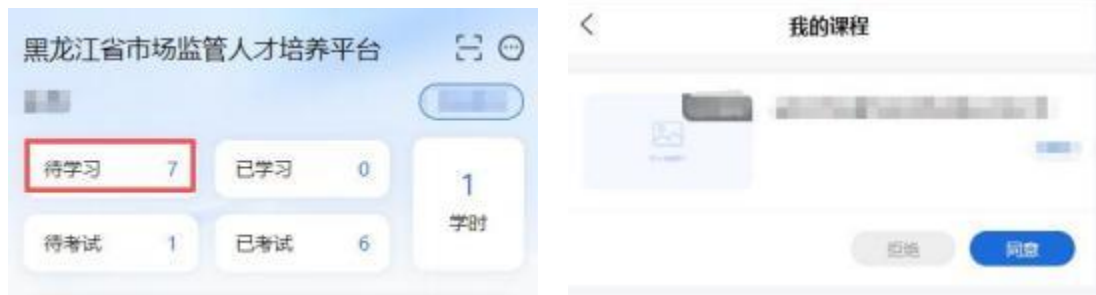 黑龙江省市场监管人才培养平台
待学习 7
已学习 0
1
学时
待考试 1
已考试 6
我的课程
拒绝
同意